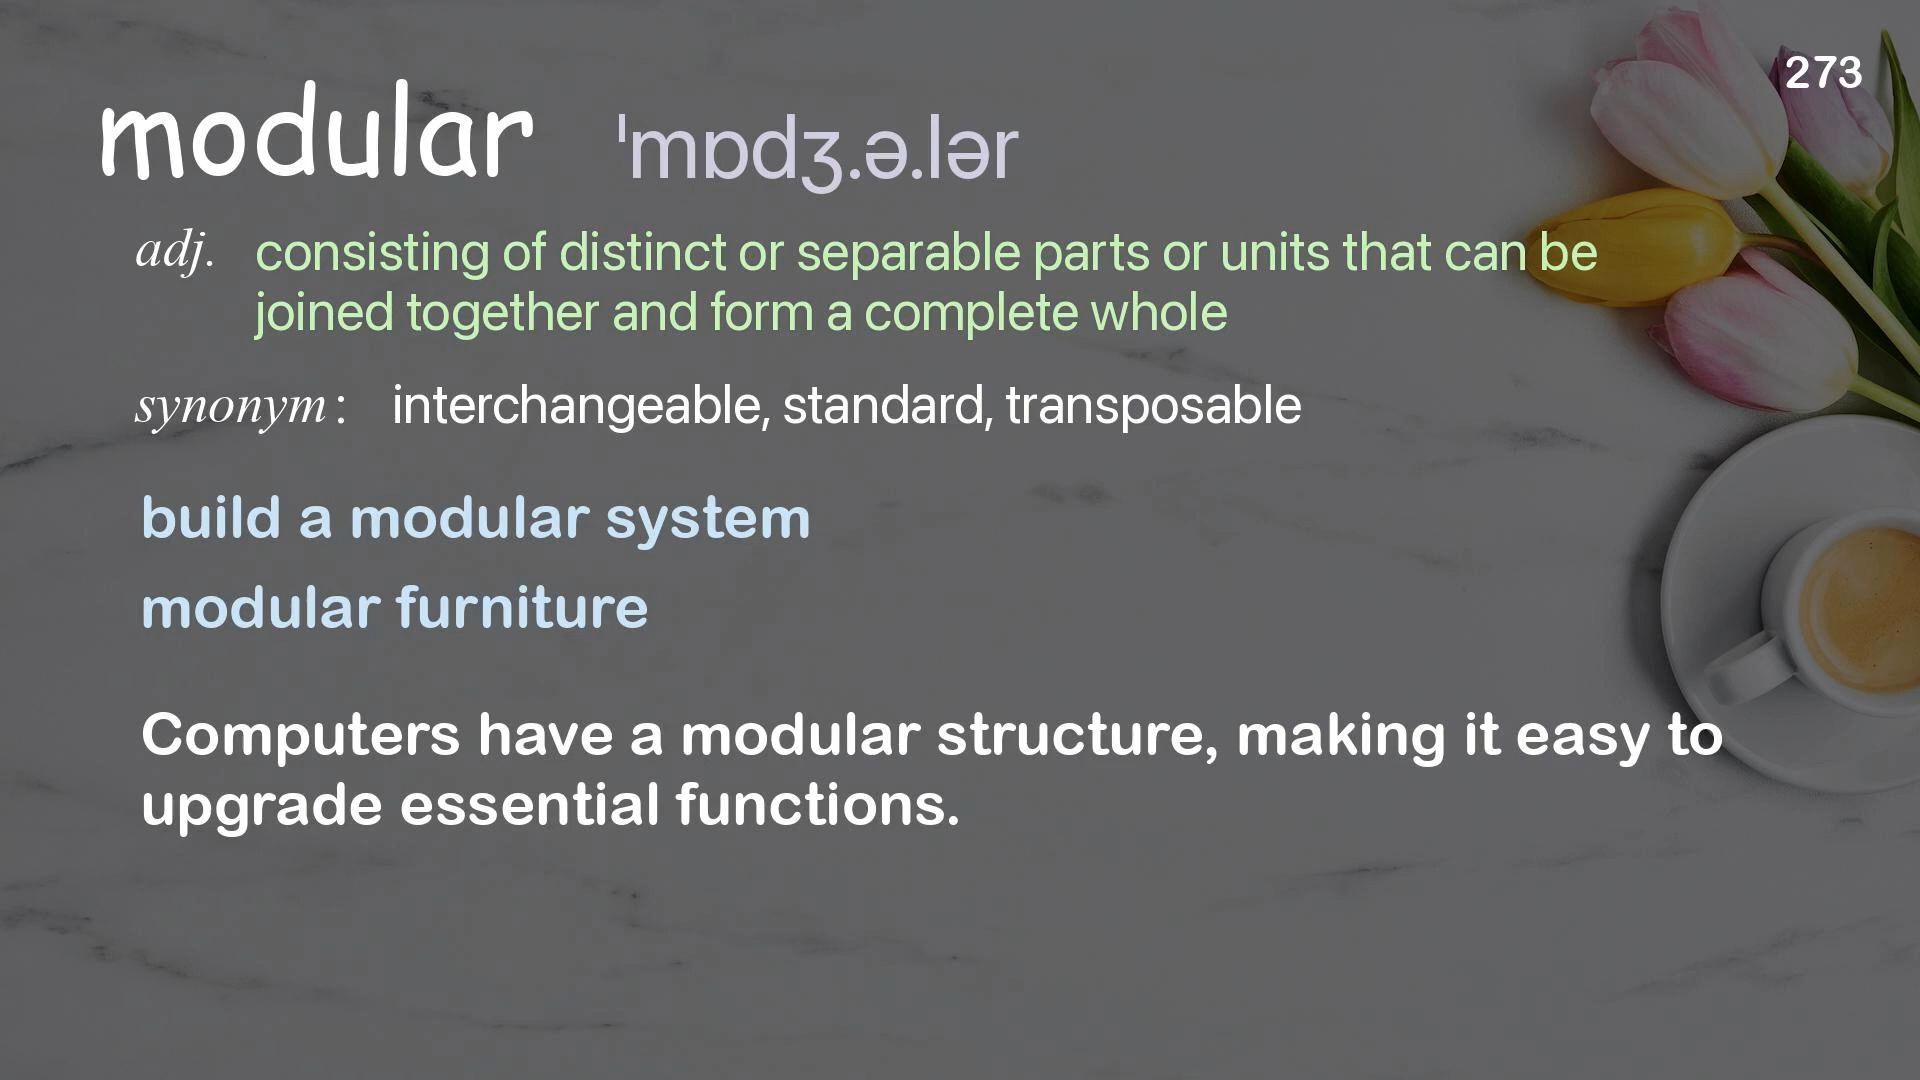 273
modular ˈmɒdʒ.ə.lər
adj. consisting of distinct or separable parts or units that can be
joined together and form a complete whole
synonym : interchangeable, standard, transposable
build a modular system
modular furniture
Computers have a modular structure, making it easy to
upgrade essential functions.